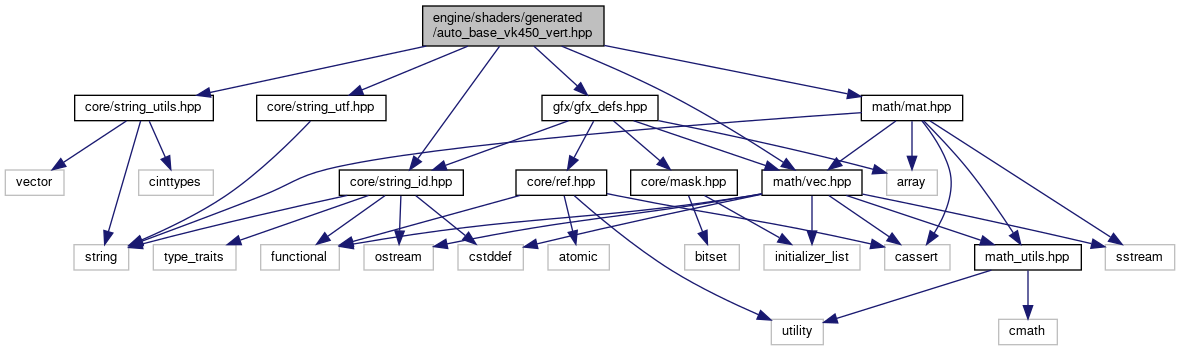 engine/shaders/generated
/auto_base_vk450_vert.hpp
core/string_utils.hpp
core/string_utf.hpp
gfx/gfx_defs.hpp
math/mat.hpp
vector
cinttypes
core/string_id.hpp
core/ref.hpp
core/mask.hpp
math/vec.hpp
array
string
type_traits
functional
ostream
cstddef
atomic
bitset
initializer_list
cassert
math_utils.hpp
sstream
utility
cmath